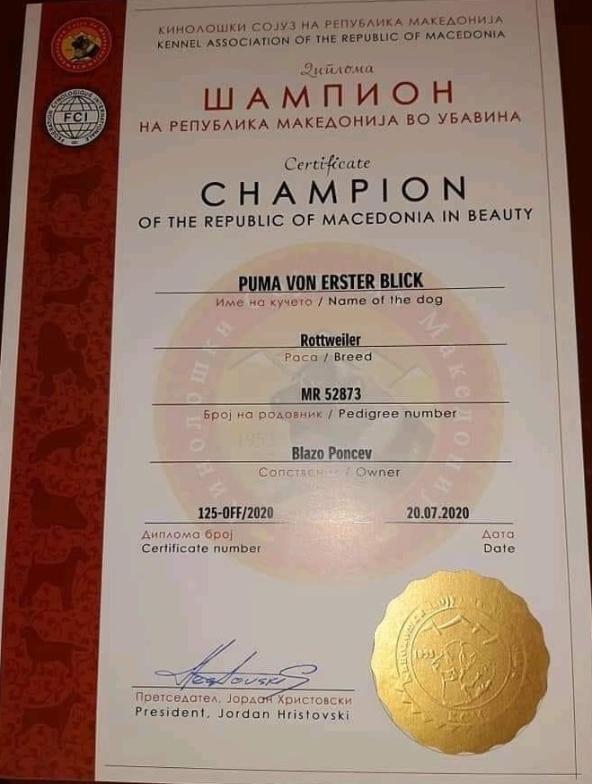 КИНОЛОШКИ СОЈУЗ НА РЕПУБЛИКА МАКЕДОНИЈА
KENNEL ASSOCIATION OF THE REPUBLIC OF MACEDONIA
Диплома
ШАМПИОН
НА РЕПУБЛИКА МАКЕДОНИЈА ВО УБАВИНА
FCI
Certificate
CHAMPION
OF THE REPUBLIC OF MACEDONIA IN BEAUTY
PUMA VON ERSTER BLICK
Име на кучето / Name of the dog
Rottweiler
Раса / Breed
MR 52873
Број на родовник / Pedigree number
Blazo Poncev
Сопственик / Owner
125-OFF/2020 20.07.2020
Диплома број Дата
Certificate number Date
Претседател, Јордан Христовски
President, Jordan Hristovski